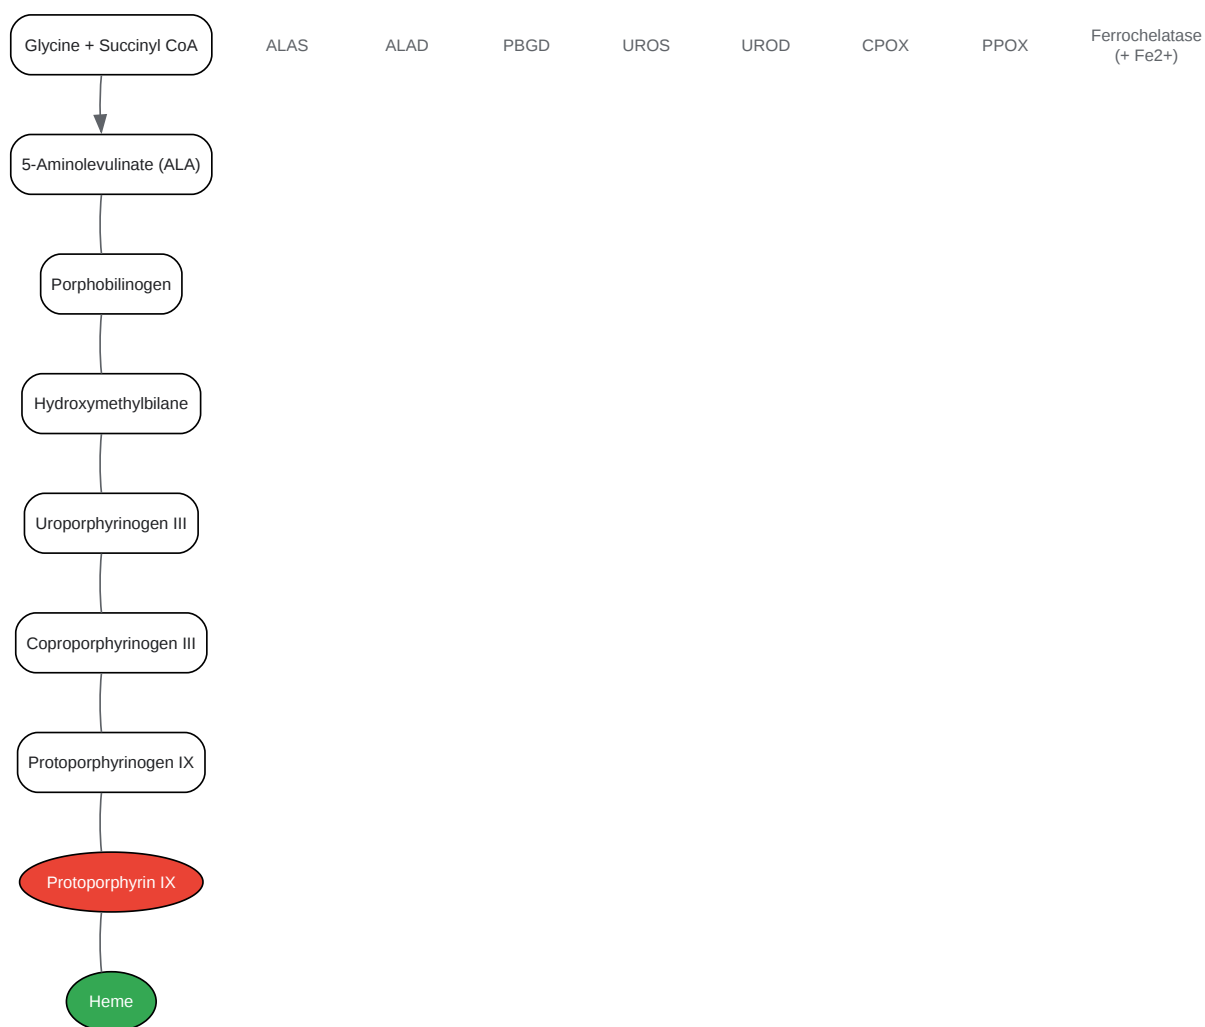 Glycine + Succinyl CoA
ALAS
ALAD
PBGD
UROS
UROD
CPOX
PPOX
Ferrochelatase
(+ Fe2+)
5-Aminolevulinate (ALA)
Porphobilinogen
Hydroxymethylbilane
Uroporphyrinogen III
Coproporphyrinogen III
Protoporphyrinogen IX
Protoporphyrin IX
Heme